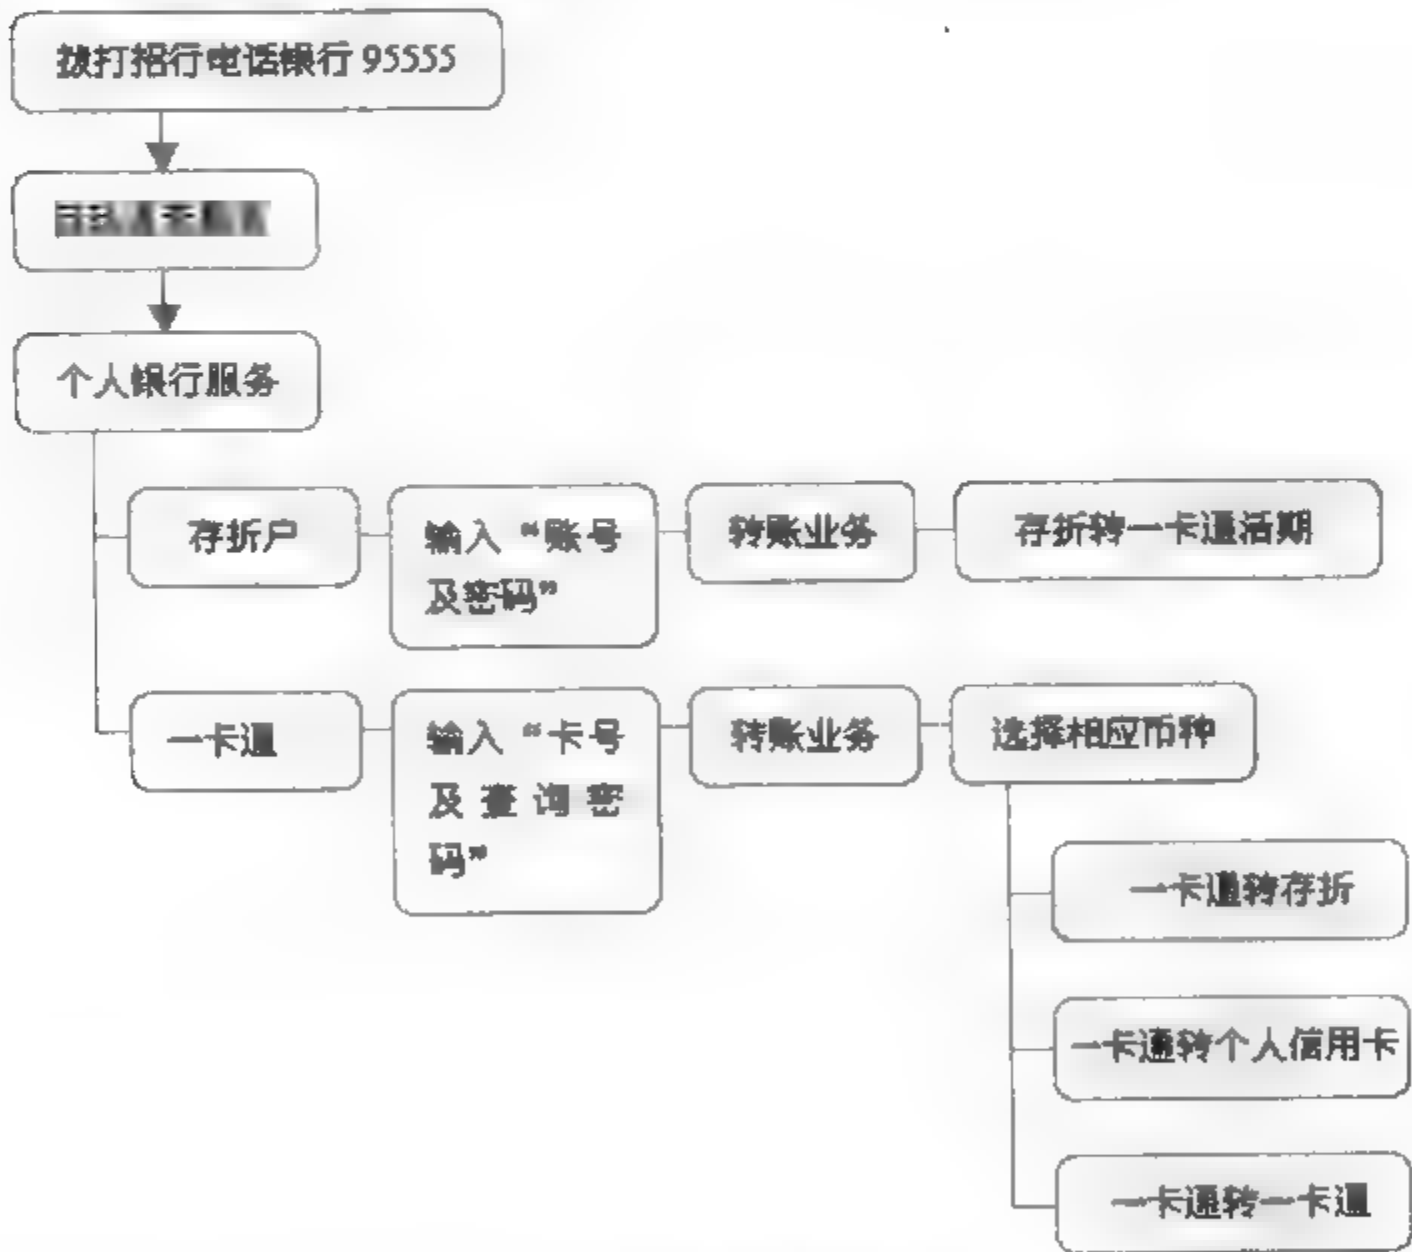 拨打招行电话银行 95555
个人银行服务
存折户
输入“账号
及密码”
转账业务
存折转一卡通活期
一卡通
输入“卡号
及查询密
码”
转账业务
选择相应币种
一卡通转存折
一卡通转个人信用卡
一卡通转一卡通